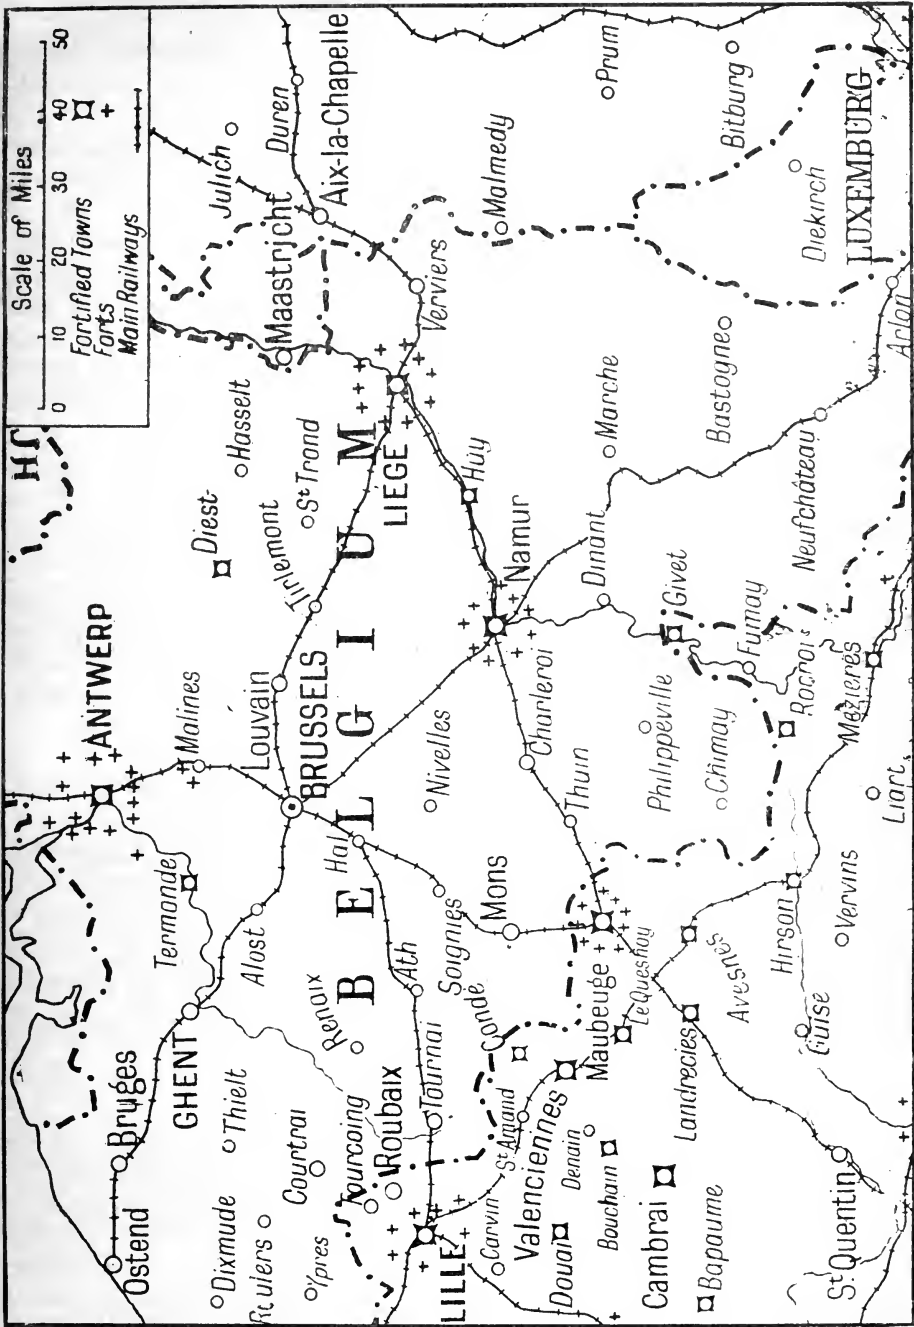 Scale of Miles
0 10 20 30 40 50
Fortified Towns
Forts
Main Railways
Ostend
Bruges
GHENT
Termonde
Alost
ANTWERP
Malines
Louvain
BRUSSELS
Diest
Hasselt
Tirlemont
St Trond
Maastricht
Julich
Duren
Aix-la-Chapelle
Dixmude
Thielt
Courtrai
Ypres
Tourcoing
Roubaix
Renaix
Hal
BELGIUM
LIEGE
Verviers
Malmedy
Prum
Bitburg
Diekirch
LUXEMBURG
LILLE
Tournai
Ath
Soignies
Nivelles
Mons
Charleroi
Thuin
Namur
Huy
Dinant
Marche
Bastogne
Neufchâteau
Arlon
Carvin
St Amand
Condé
Valenciennes
Denain
Douai
Bouchain
Cambrai
Bapaume
Maubeuge
Le Quesnoy
Landrecies
Avesnes
Hirson
Guise
Vervins
Liart
Philippeville
Chimay
Givet
Fumay
Rocroi
Mézières
St Quentin